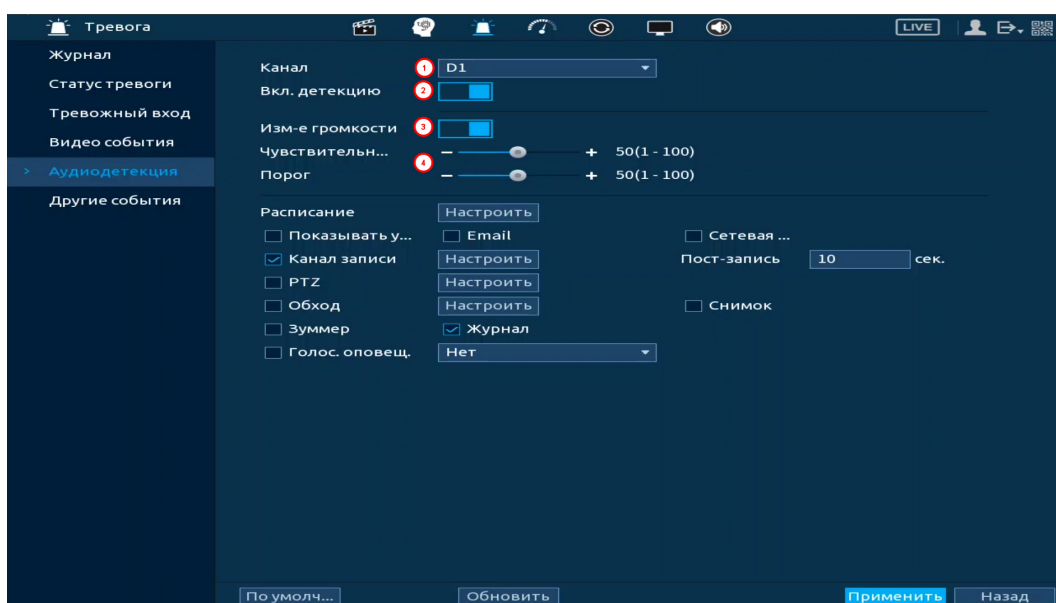 Тревога LIVE
Журнал
Статус тревоги
Тревожный вход
Видео события
> Аудиодетекция
Другие события
Канал 1 D1
Вкл. детекцию 2
Изм-е громкости 3
Чувствительн... − + 50(1 - 100)
4
Порог − + 50(1 - 100)
Расписание Настроить
Показывать у... Email Сетевая ...
Канал записи Настроить Пост-запись 10 сек.
PTZ Настроить
Обход Настроить Снимок
Зуммер Журнал
Голос. оповещ. Нет
По умолч... Обновить Применить Назад